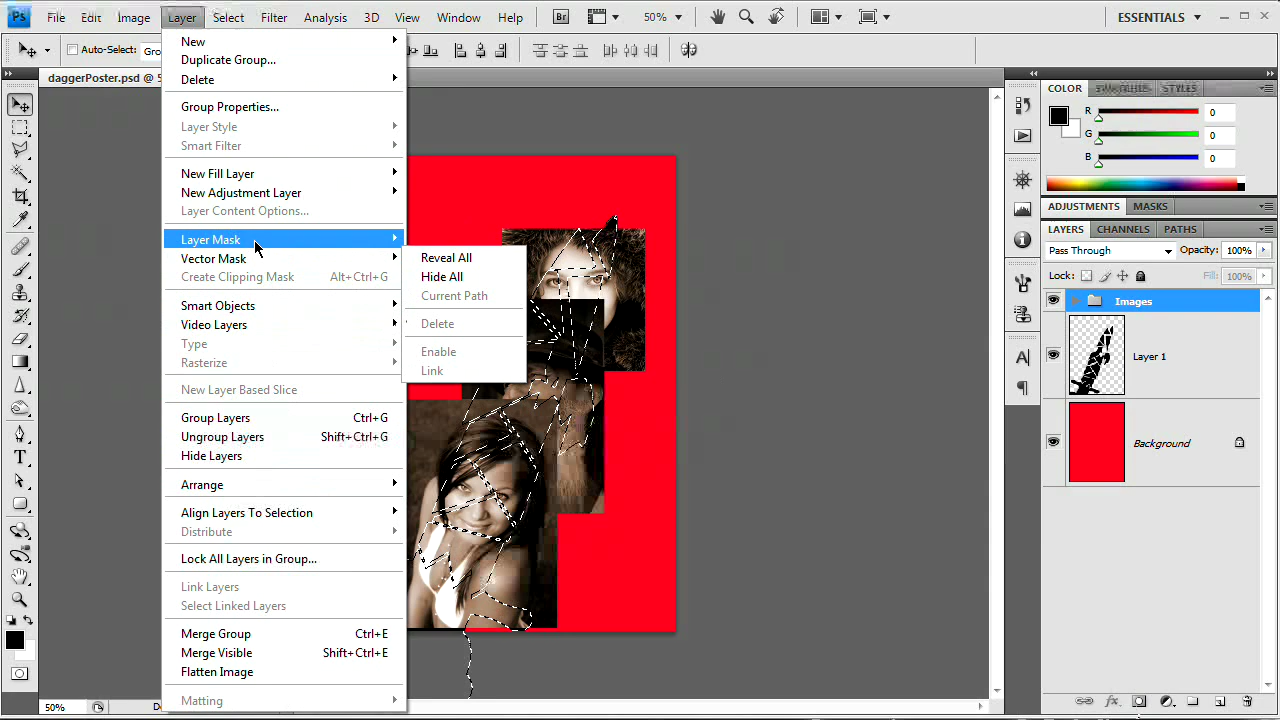 Ps File Edit Image Layer Select Filter Analysis 3D View Window Help Br 50% ESSENTIALS
Auto-Select: Gro
daggerPoster.psd @ 5
New
Duplicate Group...
Delete
Group Properties...
Layer Style
Smart Filter
New Fill Layer
New Adjustment Layer
Layer Content Options...
Layer Mask
Vector Mask
Create Clipping Mask Alt+Ctrl+G
Smart Objects
Video Layers
Type
Rasterize
New Layer Based Slice
Group Layers Ctrl+G
Ungroup Layers Shift+Ctrl+G
Hide Layers
Arrange
Align Layers To Selection
Distribute
Lock All Layers in Group...
Link Layers
Select Linked Layers
Merge Group Ctrl+E
Merge Visible Shift+Ctrl+E
Flatten Image
Matting
Reveal All
Hide All
Current Path
Delete
Enable
Link
COLOR STYLES
R 0
G 0
B 0
ADJUSTMENTS MASKS
LAYERS CHANNELS PATHS
Pass Through Opacity: 100%
Lock: Fill: 100%
Images
Layer 1
Background
50%